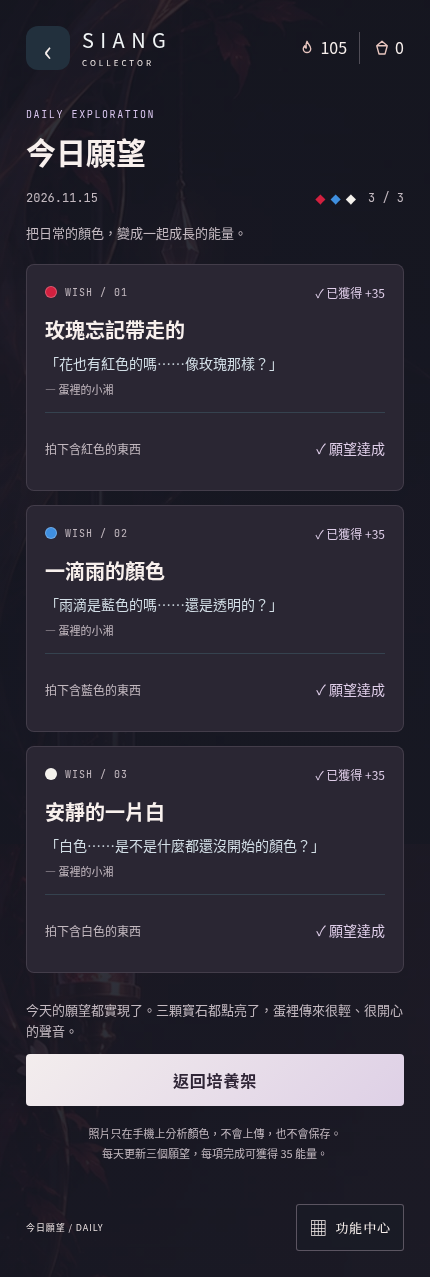 SIANG
COLLECTOR
105
0
DAILY EXPLORATION
今日願望
2026.11.15
3 / 3
把日常的顏色，變成一起成長的能量。
WISH / 01
✓已獲得 +35
玫瑰忘記帶走的
「花也有紅色的嗎⋯⋯像玫瑰那樣？」
— 蛋裡的小湘
拍下含紅色的東西
✓願望達成
WISH / 02
✓已獲得 +35
一滴雨的顏色
「雨滴是藍色的嗎⋯⋯還是透明的？」
— 蛋裡的小湘
拍下含藍色的東西
✓願望達成
WISH / 03
✓已獲得 +35
安靜的一片白
「白色⋯⋯是不是什麼都還沒開始的顏色？」
— 蛋裡的小湘
拍下含白色的東西
✓願望達成
今天的願望都實現了。三顆寶石都點亮了，蛋裡傳來很輕、很開心
的聲音。
返回培養架
照片只在手機上分析顏色，不會上傳，也不會保存。
每天更新三個願望，每項完成可獲得 35 能量。
今日願望 / DAILY
功能中心